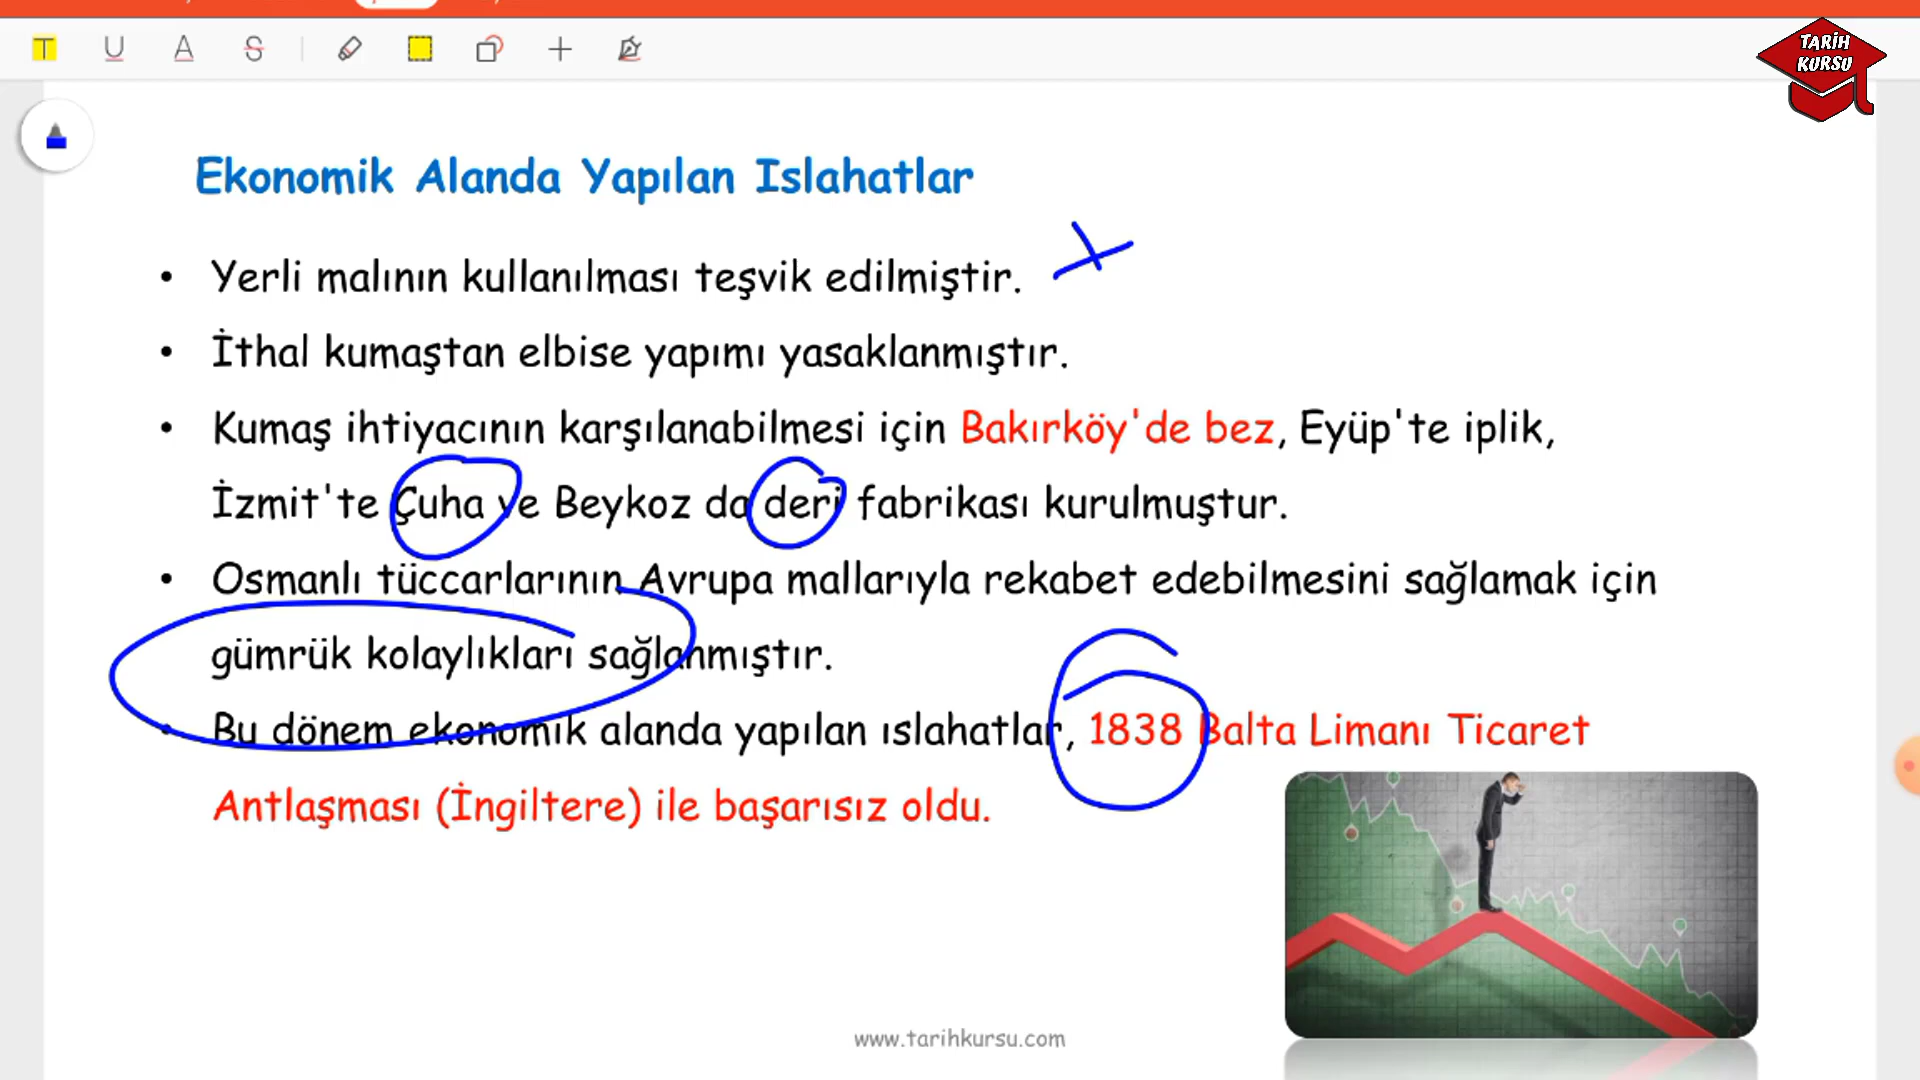 TARİH
KURSU
Ekonomik Alanda Yapılan Islahatlar
• Yerli malının kullanılması teşvik edilmiştir.
• İthal kumaştan elbise yapımı yasaklanmıştır.
• Kumaş ihtiyacının karşılanabilmesi için Bakırköy'de bez, Eyüp'te iplik,
İzmit'te Çuha ve Beykoz da deri fabrikası kurulmuştur.
• Osmanlı tüccarlarının Avrupa mallarıyla rekabet edebilmesini sağlamak için
gümrük kolaylıkları sağlanmıştır.
• Bu dönem ekonomik alanda yapılan ıslahatlar, 1838 Balta Limanı Ticaret
Antlaşması (İngiltere) ile başarısız oldu.
www.tarihkursu.com